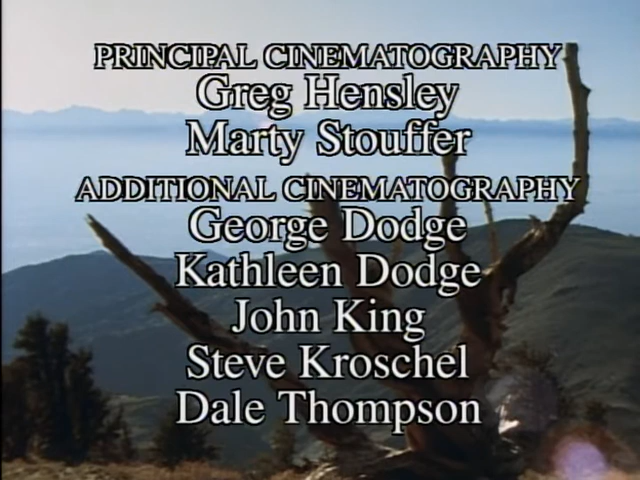 PRINCIPAL CINEMATOGRAPHY
Greg Hensley
Marty Stouffer
ADDITIONAL CINEMATOGRAPHY
George Dodge
Kathleen Dodge
John King
Steve Kroschel
Dale Thompson